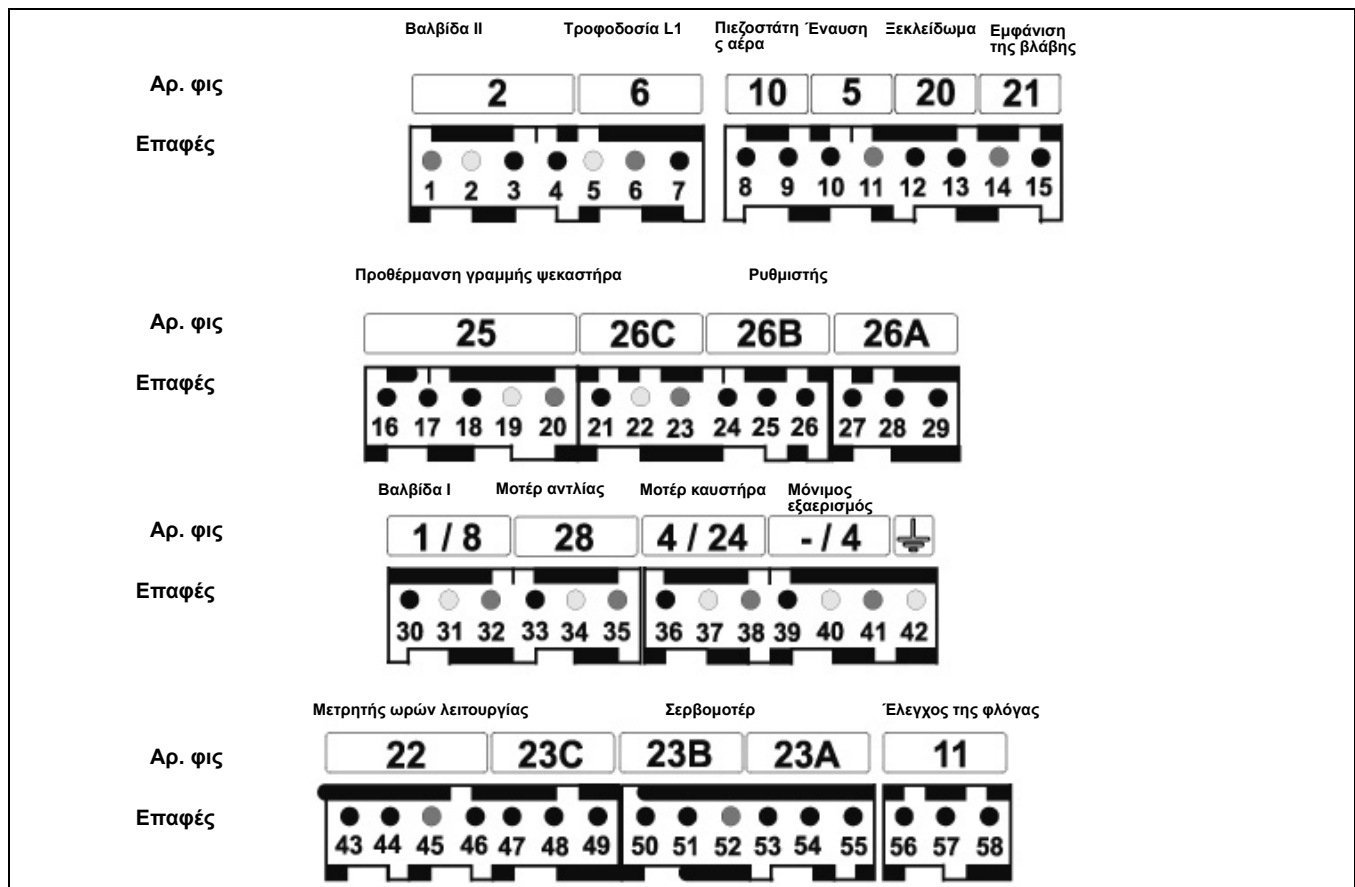 Βαλβίδα II Τροφοδοσία L1 Πιεζοστάτη Έναυση Ξεκλείδωμα Εμφάνιση
ς αέρα της βλάβης
Αρ. φις 2 6 10 5 20 21
Επαφές
1 2 3 4 5 6 7 8 9 10 11 12 13 14 15
Προθέρμανση γραμμής ψεκαστήρα Ρυθμιστής
Αρ. φις 25 26C 26B 26A
Επαφές
16 17 18 19 20 21 22 23 24 25 26 27 28 29
Βαλβίδα I Μοτέρ αντλίας Μοτέρ καυστήρα Μόνιμος
εξαερισμός
Αρ. φις 1 / 8 28 4 / 24 - / 4
Επαφές
30 31 32 33 34 35 36 37 38 39 40 41 42
Μετρητής ωρών λειτουργίας Σερβομοτέρ Έλεγχος της φλόγας
Αρ. φις 22 23C 23B 23A 11
Επαφές
43 44 45 46 47 48 49 50 51 52 53 54 55 56 57 58